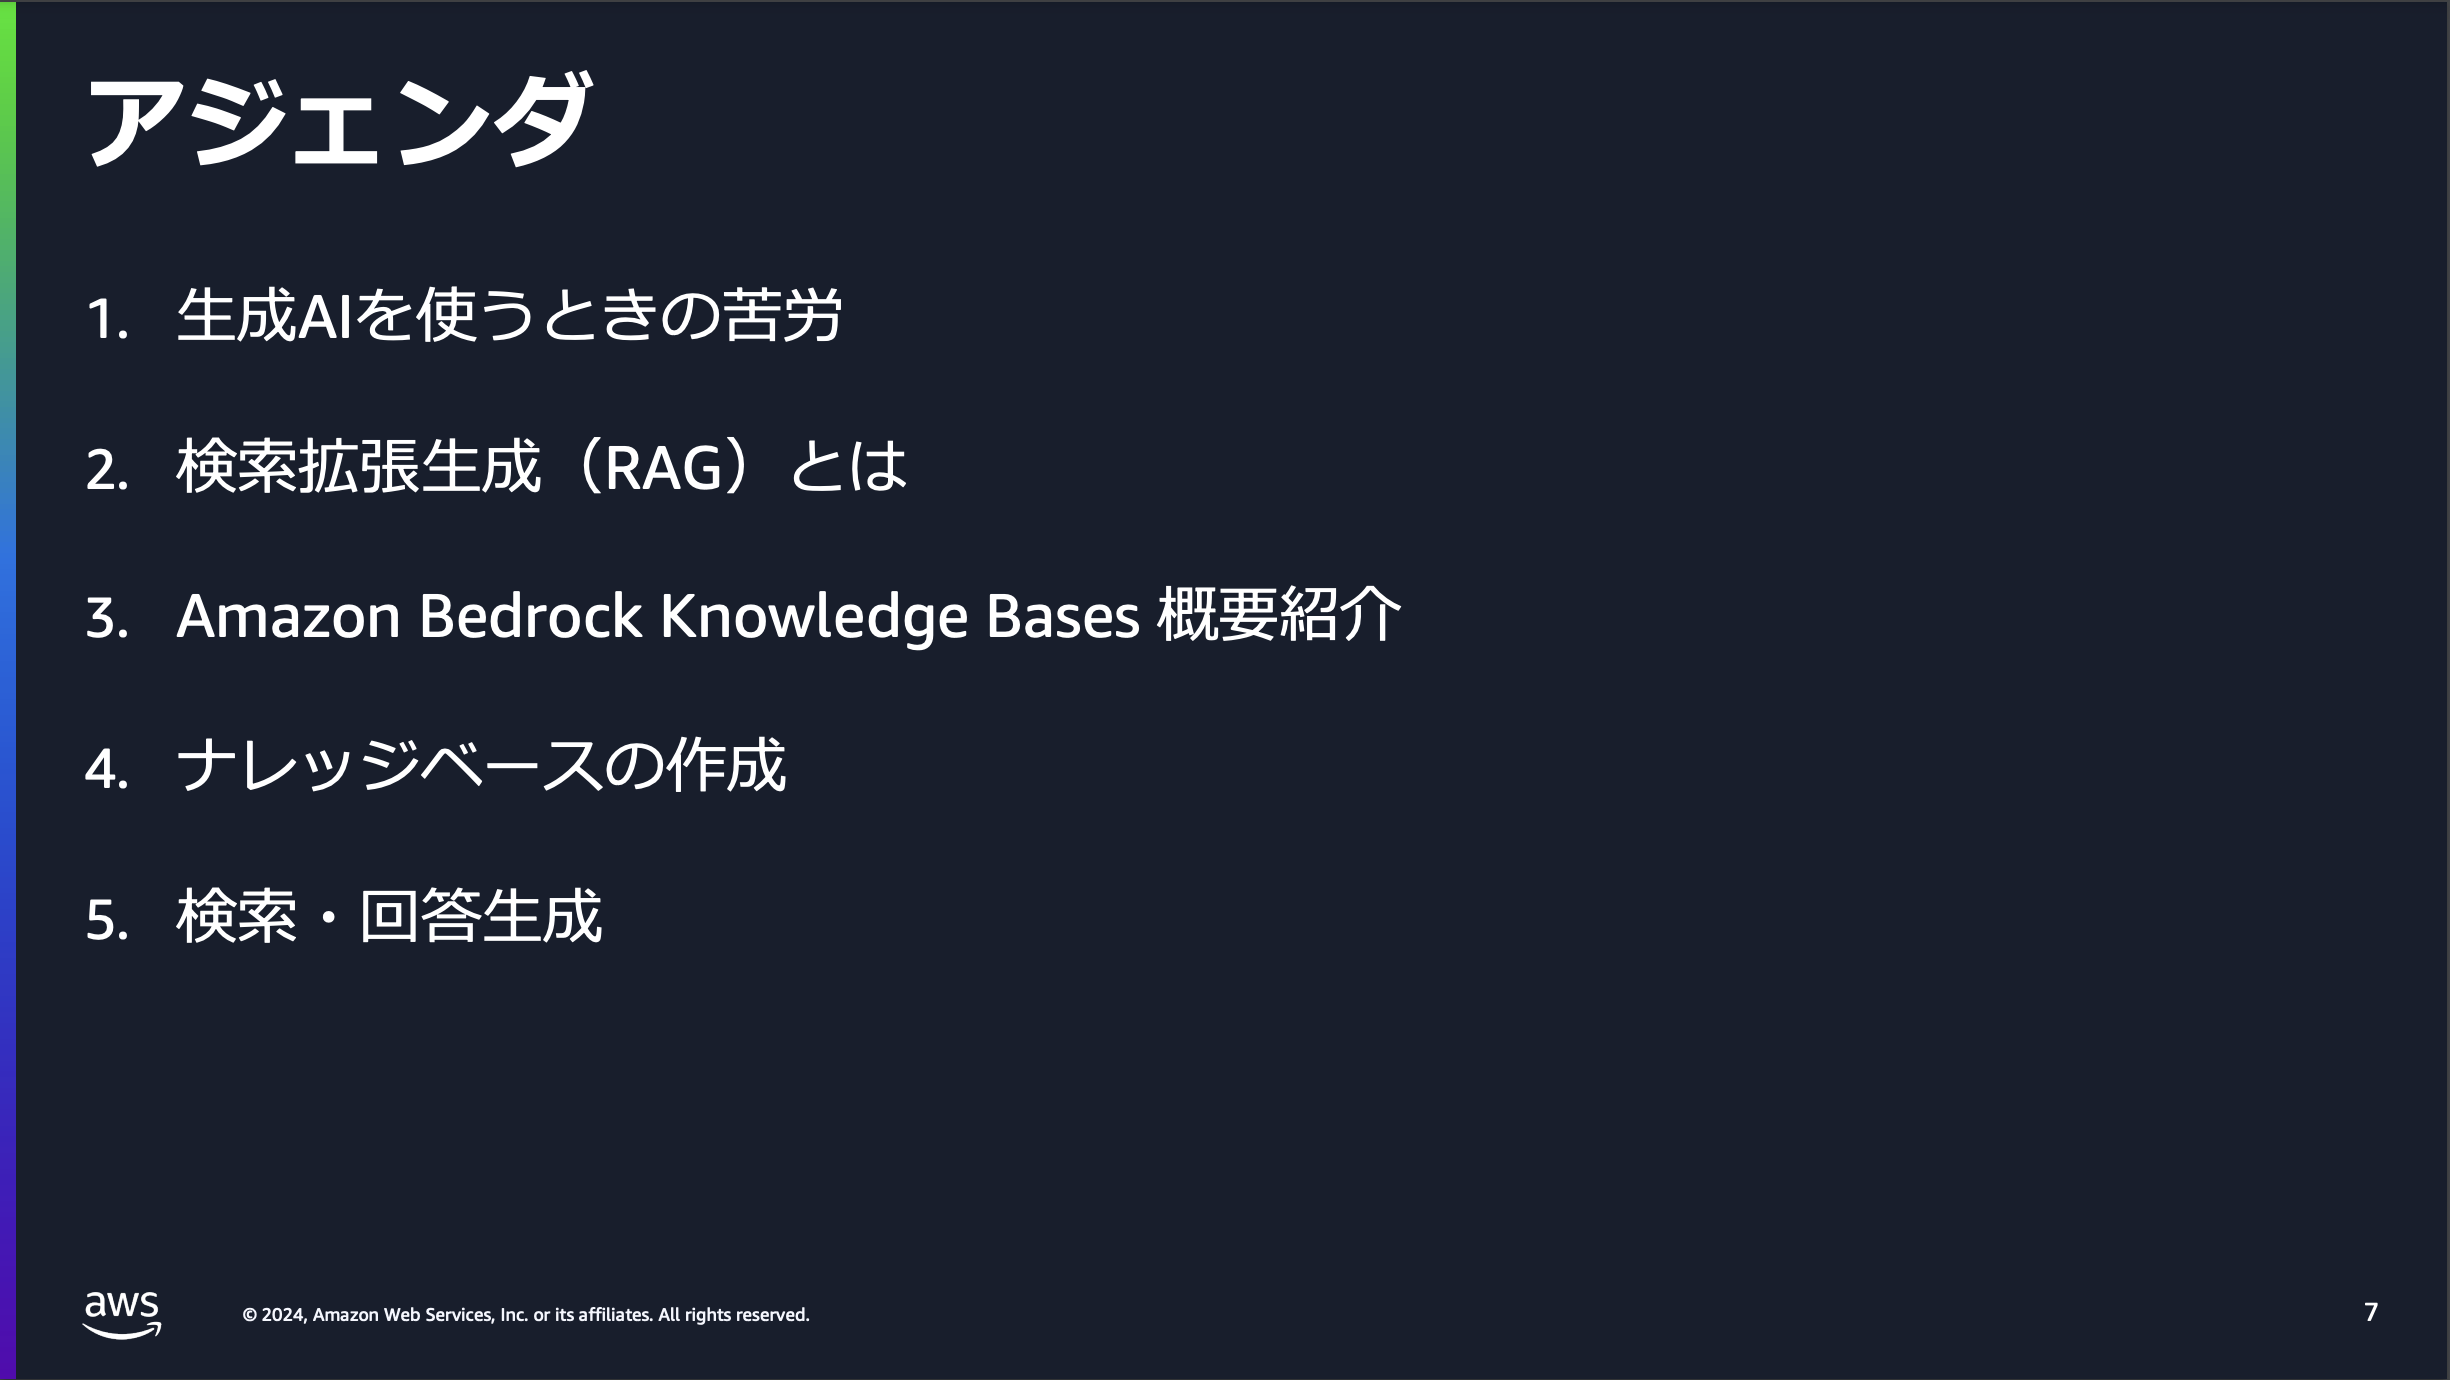 アジェンダ
1. 生成AIを使うときの苦労
2. 検索拡張生成（RAG）とは
3. Amazon Bedrock Knowledge Bases 概要紹介
4. ナレッジベースの作成
5. 検索・回答生成
aws
© 2024, Amazon Web Services, Inc. or its affiliates. All rights reserved.
7